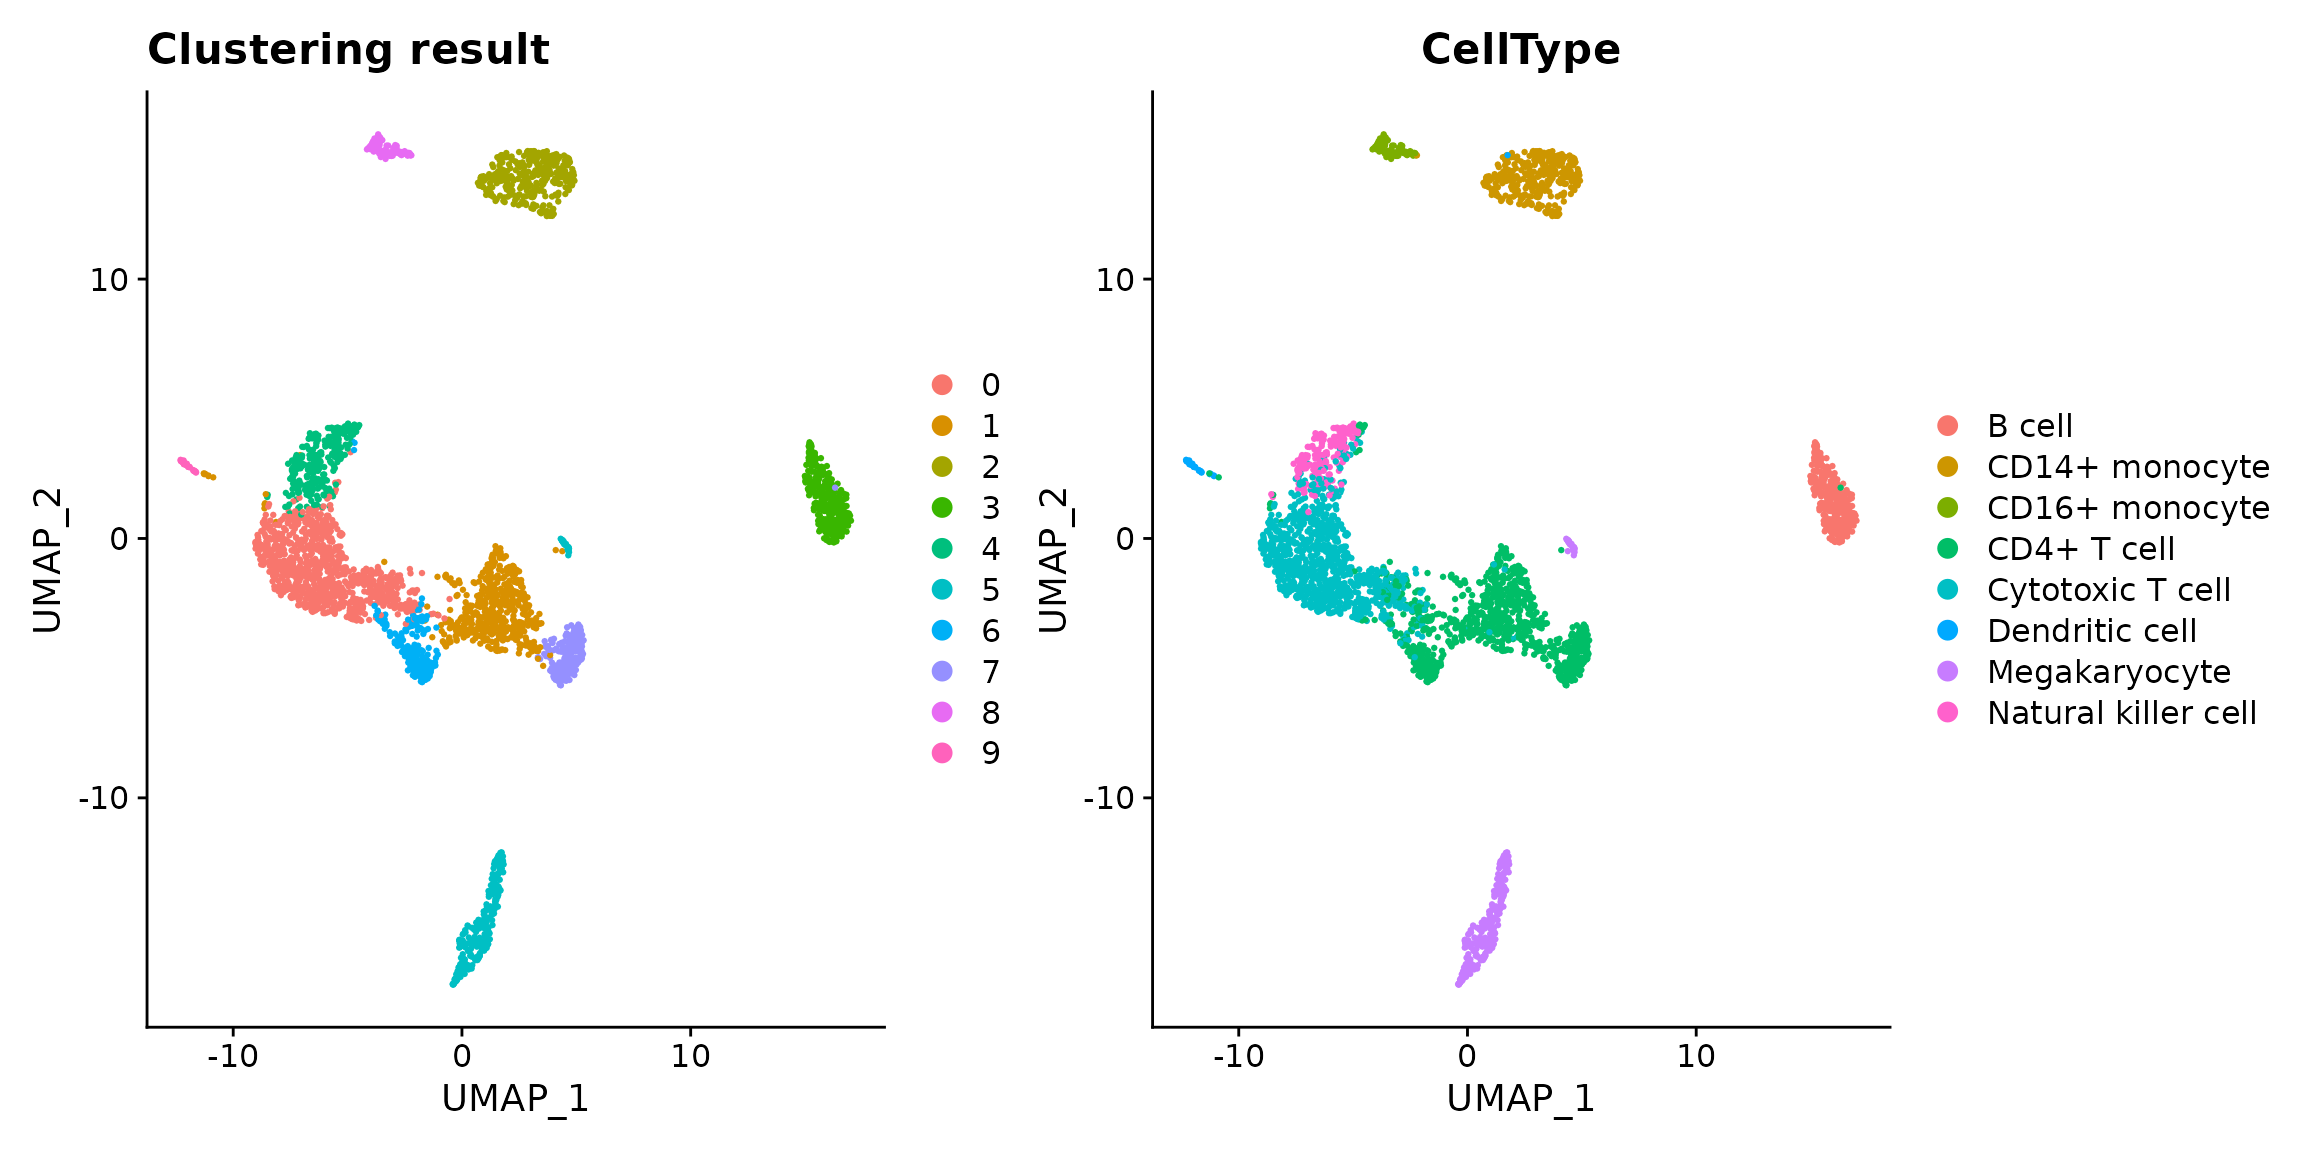 Clustering result
UMAP_2
10
0
-10
-10
0
10
UMAP_1
0
1
2
3
4
5
6
7
8
9
CellType
UMAP_2
10
0
-10
-10
0
10
UMAP_1
B cell
CD14+ monocyte
CD16+ monocyte
CD4+ T cell
Cytotoxic T cell
Dendritic cell
Megakaryocyte
Natural killer cell